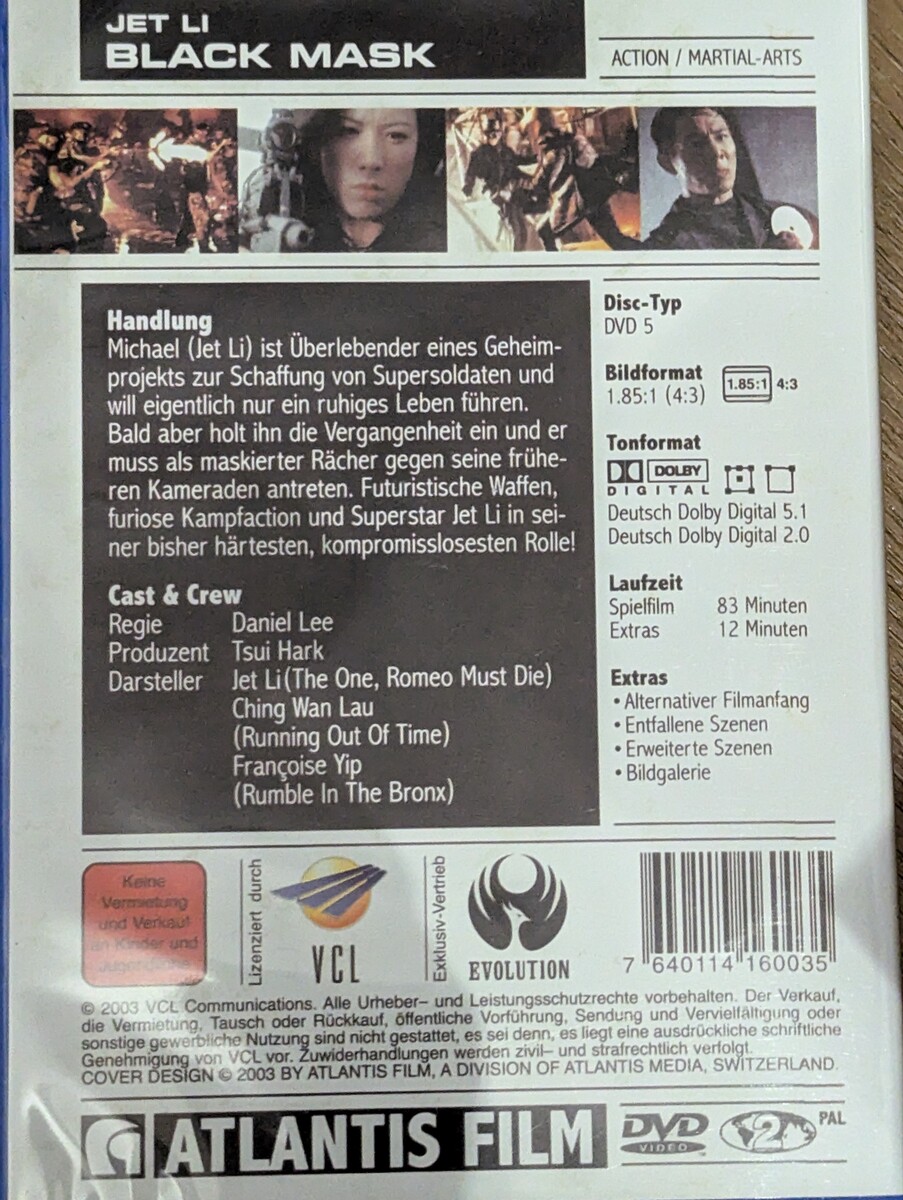 JET LI
BLACK MASK
ACTION / MARTIAL-ARTS
Handlung
Michael (Jet Li) ist Überlebender eines Geheim-
projekts zur Schaffung von Supersoldaten und
will eigentlich nur ein ruhiges Leben führen.
Bald aber holt ihn die Vergangenheit ein und er
muss als maskierter Rächer gegen seine frühe-
ren Kameraden antreten. Futuristische Waffen,
furiose Kampfaction und Superstar Jet Li in sei-
ner bisher härtesten, kompromisslosesten Rolle!
Cast & Crew
Regie Daniel Lee
Produzent Tsui Hark
Darsteller Jet Li (The One, Romeo Must Die)
Ching Wan Lau
(Running Out Of Time)
Françoise Yip
(Rumble In The Bronx)
Disc-Typ
DVD 5
Bildformat
1.85:1 (4:3) 1.85:1 4:3
Tonformat
DOLBY
DIGITAL
Deutsch Dolby Digital 5.1
Deutsch Dolby Digital 2.0
Laufzeit
Spielfilm 83 Minuten
Extras 12 Minuten
Extras
• Alternativer Filmanfang
• Entfallene Szenen
• Erweiterte Szenen
• Bildgalerie
Keine
Vermietung
und Verkauf
an Kinder und
Jugendliche
Lizenziert durch
VCL
Exklusiv-Vertrieb
EVOLUTION
7 640114 160035
© 2003 VCL Communications. Alle Urheber- und Leistungsschutzrechte vorbehalten. Der Verkauf,
die Vermietung, Tausch oder Rückkauf, öffentliche Vorführung, Sendung und Vervielfältigung oder
sonstige gewerbliche Nutzung sind nicht gestattet, es sei denn, es liegt eine ausdrückliche schriftliche
Genehmigung von VCL vor. Zuwiderhandlungen werden zivil- und strafrechtlich verfolgt.
COVER DESIGN © 2003 BY ATLANTIS FILM, A DIVISION OF ATLANTIS MEDIA, SWITZERLAND.
ATLANTIS FILM
DVD
VIDEO
2
PAL